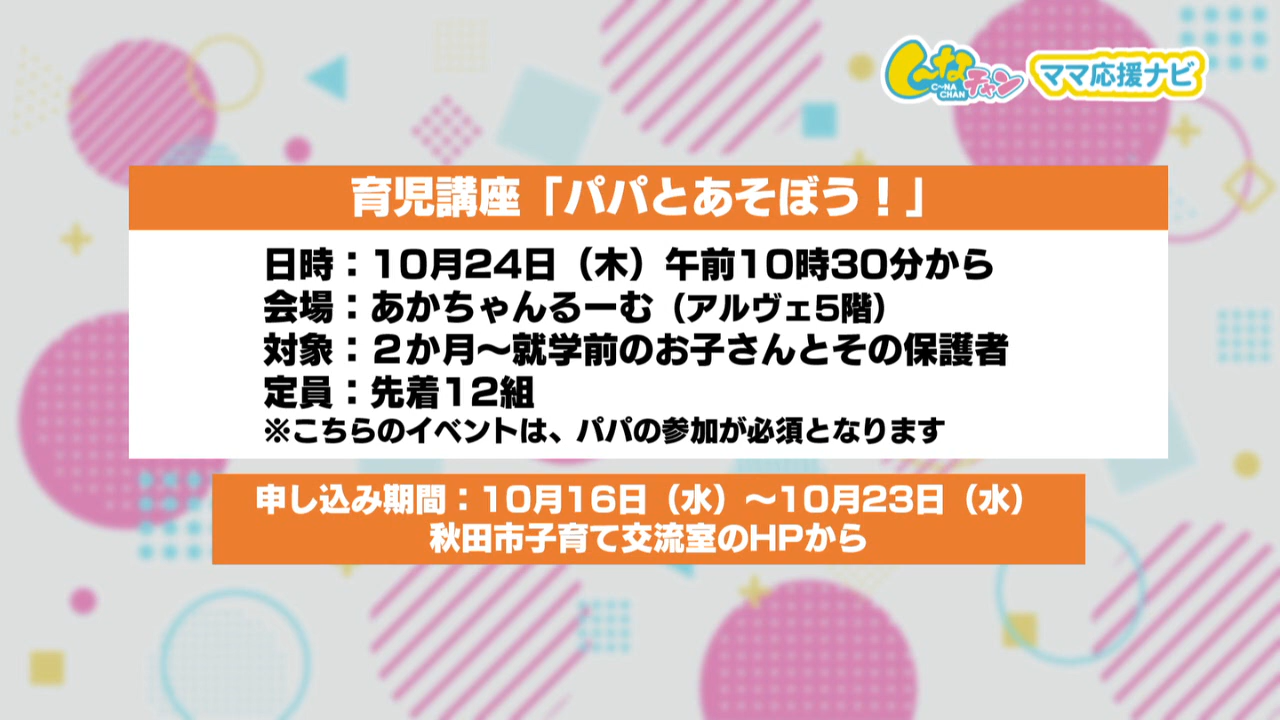 し～なチャン
C～NA CHAN
ママ応援ナビ
育児講座「パパとあそぼう！」
日時：10月24日（木）午前10時30分から
会場：あかちゃんるーむ（アルヴェ5階）
対象：２か月～就学前のお子さんとその保護者
定員：先着12組
※こちらのイベントは、パパの参加が必須となります
申し込み期間：10月16日（水）～10月23日（水）
秋田市子育て交流室のHPから